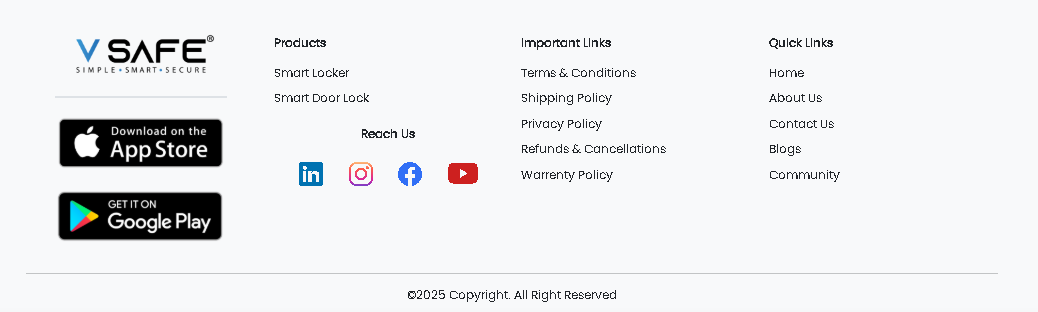 V SAFE®
SIMPLE•SMART•SECURE
Download on the
App Store
GET IT ON
Google Play
Products
Smart Locker
Smart Door Lock
Reach Us
in
Important Links
Terms & Conditions
Shipping Policy
Privacy Policy
Refunds & Cancellations
Warrenty Policy
Quick Links
Home
About Us
Contact Us
Blogs
Community
©2025 Copyright. All Right Reserved